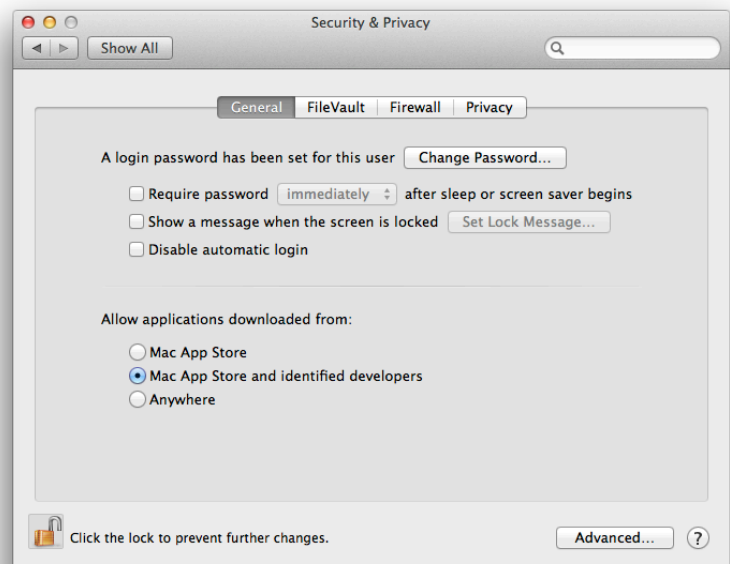 Security & Privacy
Show All
General FileVault Firewall Privacy
A login password has been set for this user Change Password...
Require password immediately after sleep or screen saver begins
Show a message when the screen is locked Set Lock Message...
Disable automatic login
Allow applications downloaded from:
Mac App Store
Mac App Store and identified developers
Anywhere
Click the lock to prevent further changes. Advanced... ?